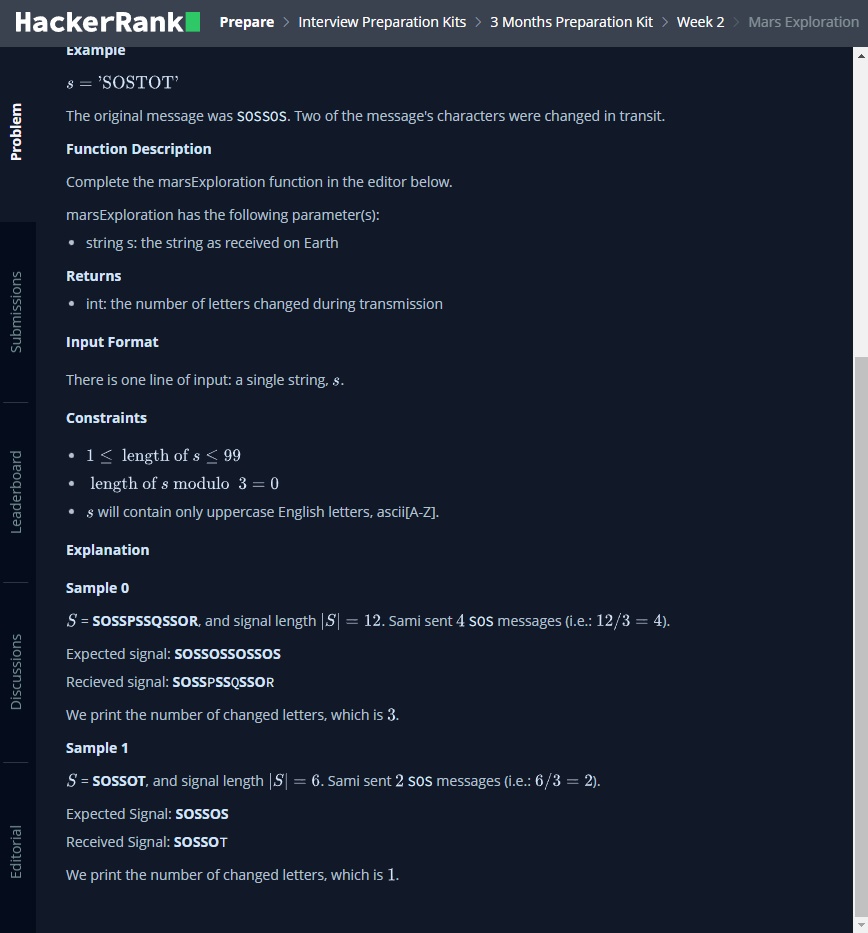 HackerRank
Prepare > Interview Preparation Kits > 3 Months Preparation Kit > Week 2 > Mars Exploration
Problem
Submissions
Leaderboard
Discussions
Editorial
Example
s = 'SOSTOT'
The original message was SOSSOS. Two of the message's characters were changed in transit.
Function Description
Complete the marsExploration function in the editor below.
marsExploration has the following parameter(s):
• string s: the string as received on Earth
Returns
• int: the number of letters changed during transmission
Input Format
There is one line of input: a single string, s.
Constraints
• 1 ≤ length of s ≤ 99
• length of s modulo 3 = 0
• s will contain only uppercase English letters, ascii[A-Z].
Explanation
Sample 0
S = SOSSPSSQSSOR, and signal length |S| = 12. Sami sent 4 SOS messages (i.e.: 12/3 = 4).
Expected signal: SOSSOSSOSSOS
Recieved signal: SOSSPSSQSSOR
We print the number of changed letters, which is 3.
Sample 1
S = SOSSOT, and signal length |S| = 6. Sami sent 2 SOS messages (i.e.: 6/3 = 2).
Expected Signal: SOSSOS
Received Signal: SOSSOT
We print the number of changed letters, which is 1.